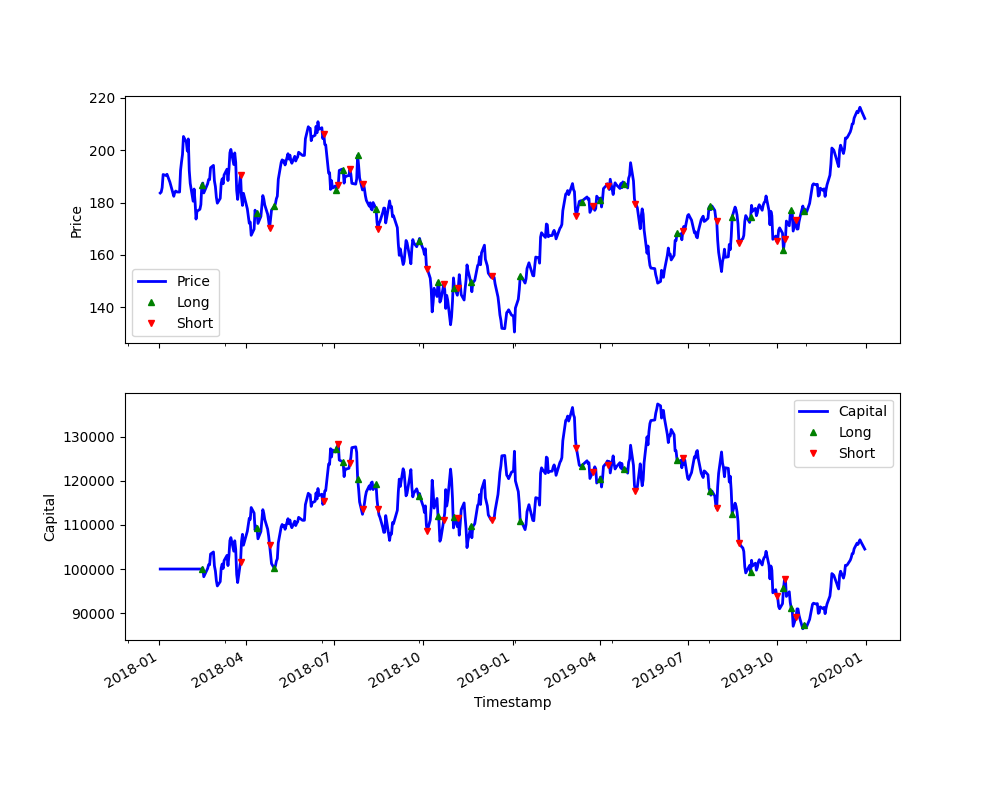 220
200
180
160
140
Price
Price
Long
Short
130000
120000
110000
100000
90000
Capital
Capital
Long
Short
2018-01
2018-04
2018-07
2018-10
2019-01
2019-04
2019-07
2019-10
2020-01
Timestamp